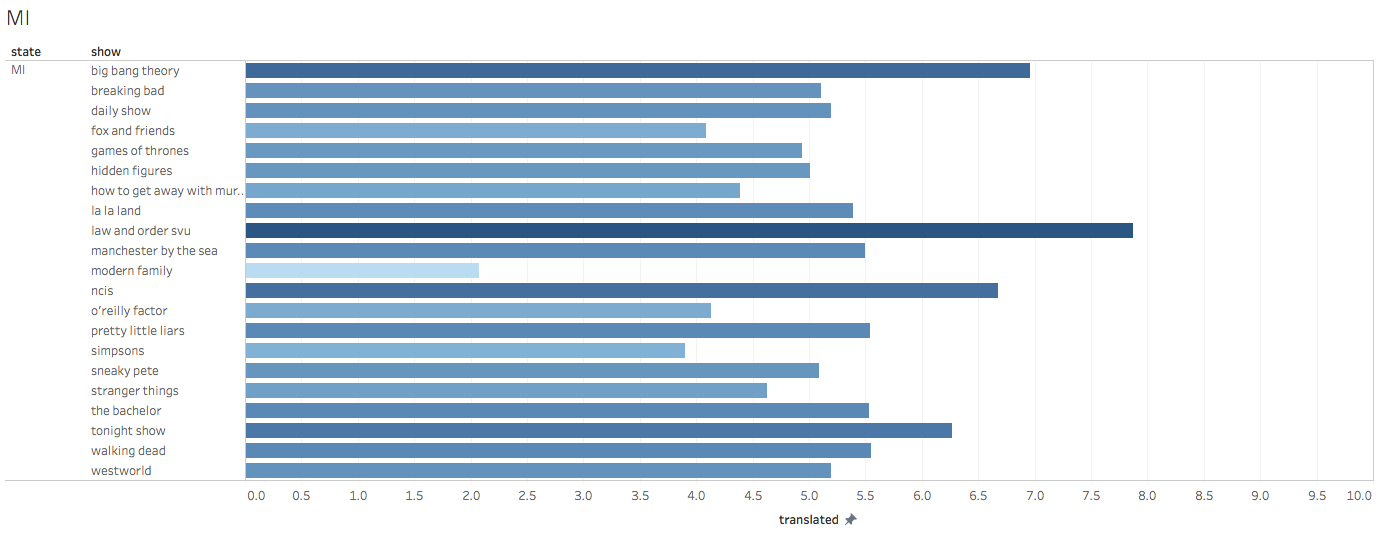 MI
state show
MI big bang theory
breaking bad
daily show
fox and friends
games of thrones
hidden figures
how to get away with mur..
la la land
law and order svu
manchester by the sea
modern family
ncis
o'reilly factor
pretty little liars
simpsons
sneaky pete
stranger things
the bachelor
tonight show
walking dead
westworld
0.0 0.5 1.0 1.5 2.0 2.5 3.0 3.5 4.0 4.5 5.0 5.5 6.0 6.5 7.0 7.5 8.0 8.5 9.0 9.5 10.0
translated